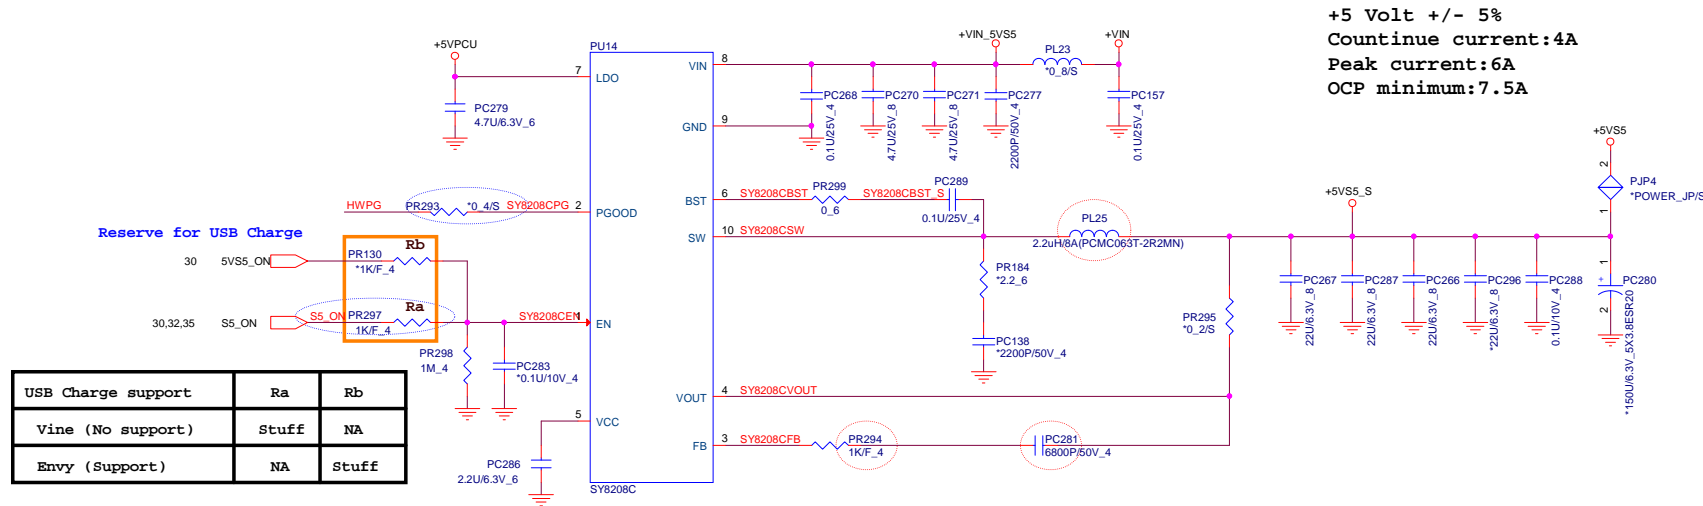 +5 Volt +/- 5%
Countinue current:4A
Peak current:6A
OCP minimum:7.5A
+5VPCU
7
LDO
PC279
4.7U/6.3V_6
PU14
VIN
8
GND
9
+VIN_5VS5
PL23
*0_8/S
+VIN
PC268
0.1U/25V_4
PC270
4.7U/25V_8
PC271
4.7U/25V_8
PC277
2200P/50V_4
PC157
0.1U/25V_4
HWPG
PR293
*0_4/S
SY8208CPG
2
PGOOD
BST
6
SY8208CBST
PR299
0_6
SY8208CBST_S
PC289
0.1U/25V_4
SW
10
SY8208CSW
PL25
2.2uH/8A(PCMC063T-2R2MN)
PR184
*2.2_6
PC138
*2200P/50V_4
PR295
*0_2/S
+5VS5_S
+5VS5
2
PJP4
*POWER_JP/S
1
PC267
22U/6.3V_8
PC287
22U/6.3V_8
PC266
22U/6.3V_8
PC296
*22U/6.3V_8
PC288
0.1U/10V_4
1
+
PC280
2
*150U/6.3V_5X3.8ESR20
Reserve for USB Charge
30
5VS5_ON
PR130
*1K/F_4
Rb
30,32,35
S5_ON
S5_ON
PR297
1K/F_4
Ra
SY8208CEN
1
EN
PR298
1M_4
PC283
*0.1U/10V_4
5
VCC
PC286
2.2U/6.3V_6
VOUT
4
SY8208CVOUT
FB
3
SY8208CFB
PR294
1K/F_4
PC281
6800P/50V_4
SY8208C
USB Charge support Ra Rb
Vine (No support) Stuff NA
Envy (Support) NA Stuff